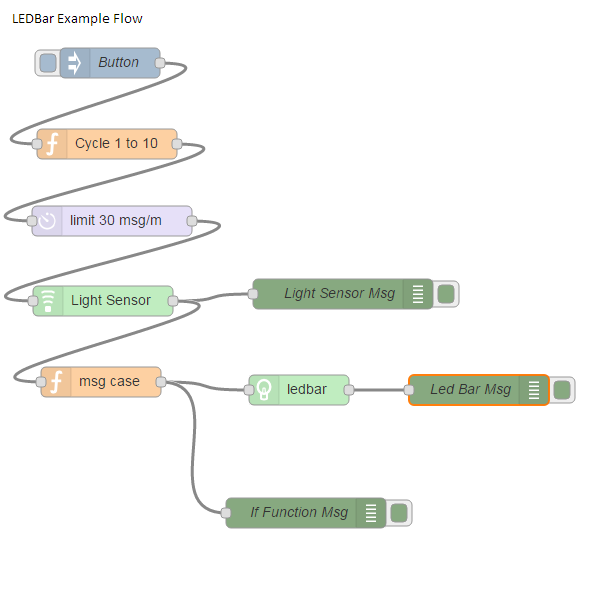 LEDBar Example Flow
Button
Cycle 1 to 10
limit 30 msg/m
Light Sensor
Light Sensor Msg
msg case
ledbar
Led Bar Msg
If Function Msg